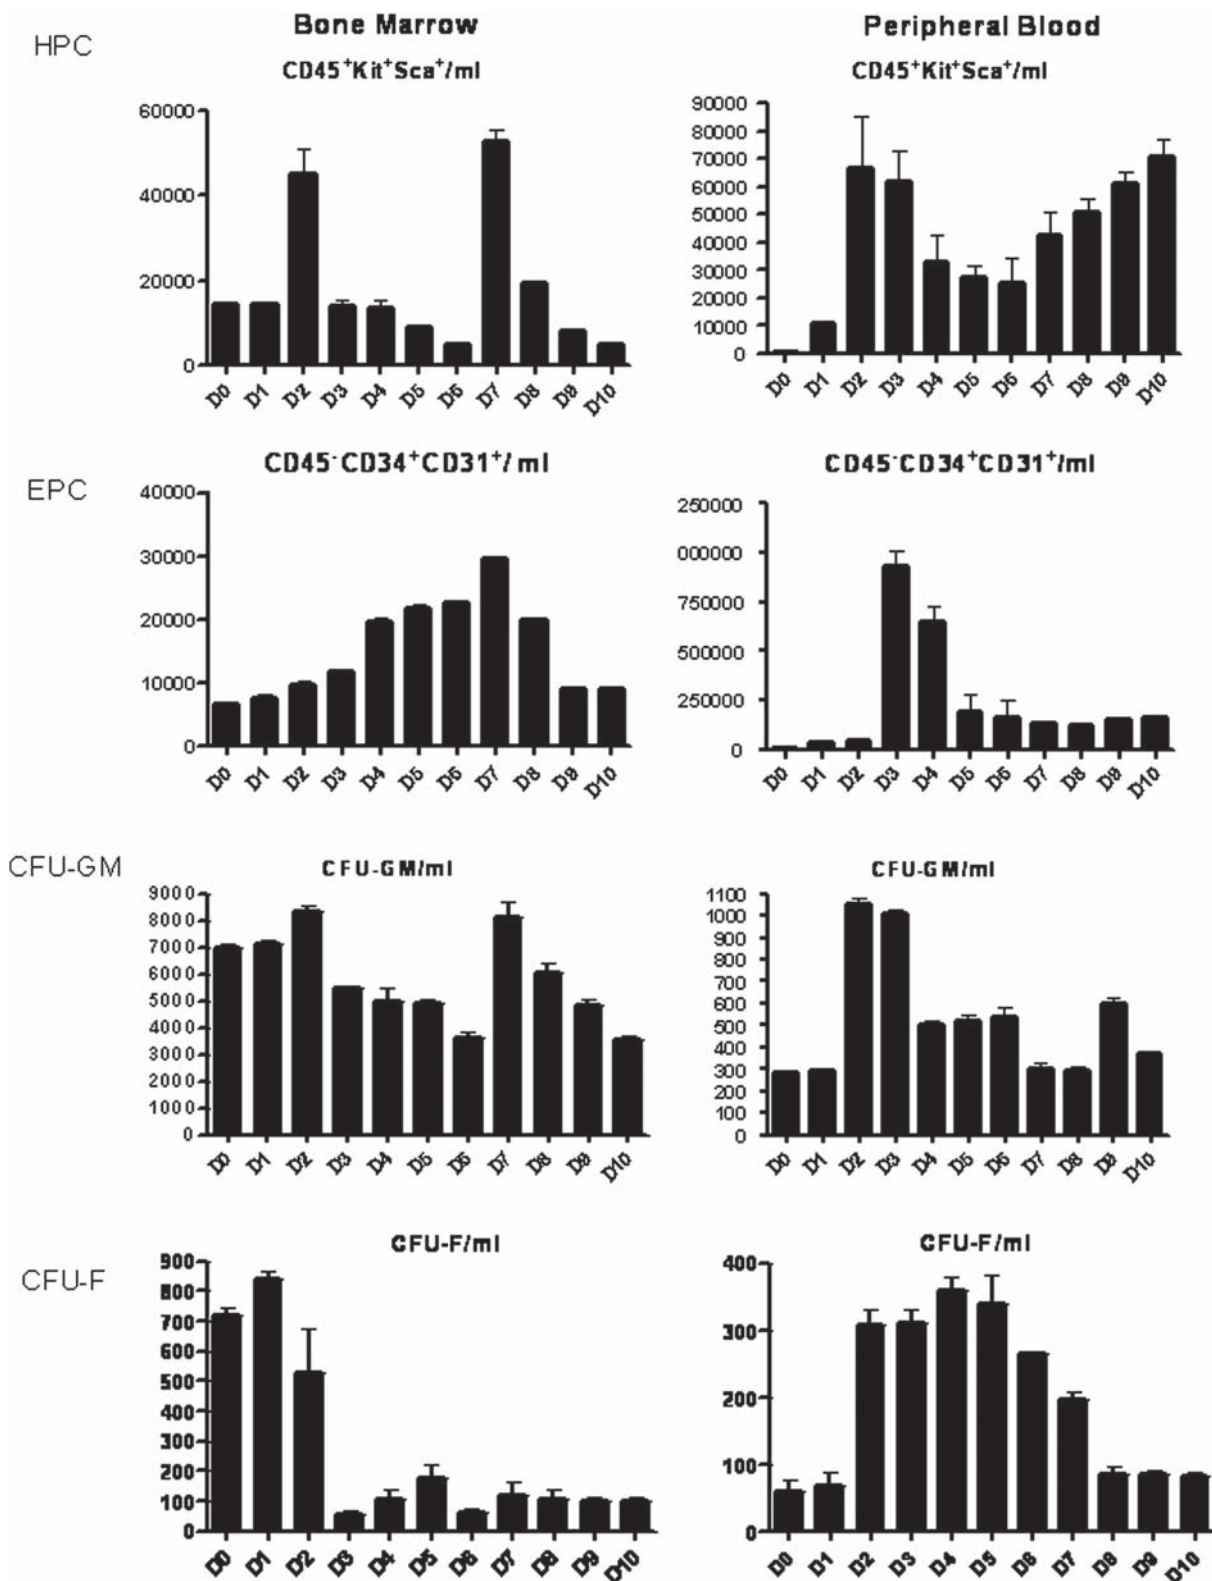 Bone Marrow
Peripheral Blood
HPC
CD45⁺Kit⁺Sca⁺/ml
CD45⁺Kit⁺Sca⁺/ml
60000
40000
20000
0
D0 D1 D2 D3 D4 D5 D6 D7 D8 D9 D10
90000
80000
70000
60000
50000
40000
30000
20000
10000
0
D0 D1 D2 D3 D4 D5 D6 D7 D8 D9 D10
EPC
CD45⁻CD34⁺CD31⁺/ ml
CD45⁻CD34⁺CD31⁺/ml
40000
30000
20000
10000
0
D0 D1 D2 D3 D4 D5 D6 D7 D8 D9 D10
250000
000000
750000
500000
250000
0
D0 D1 D2 D3 D4 D5 D6 D7 D8 D9 D10
CFU-GM
CFU-GM/ml
CFU-GM/ml
9000
8000
7000
6000
5000
4000
3000
2000
1000
0
D0 D1 D2 D3 D4 D5 D6 D7 D8 D9 D10
1100
1000
900
800
700
600
500
400
300
200
100
0
D0 D1 D2 D3 D4 D5 D6 D7 D8 D9 D10
CFU-F
CFU-F/ml
CFU-F/ml
900
800
700
600
500
400
300
200
100
0
D0 D1 D2 D3 D4 D5 D6 D7 D8 D9 D10
400
300
200
100
0
D0 D1 D2 D3 D4 D5 D6 D7 D8 D9 D10